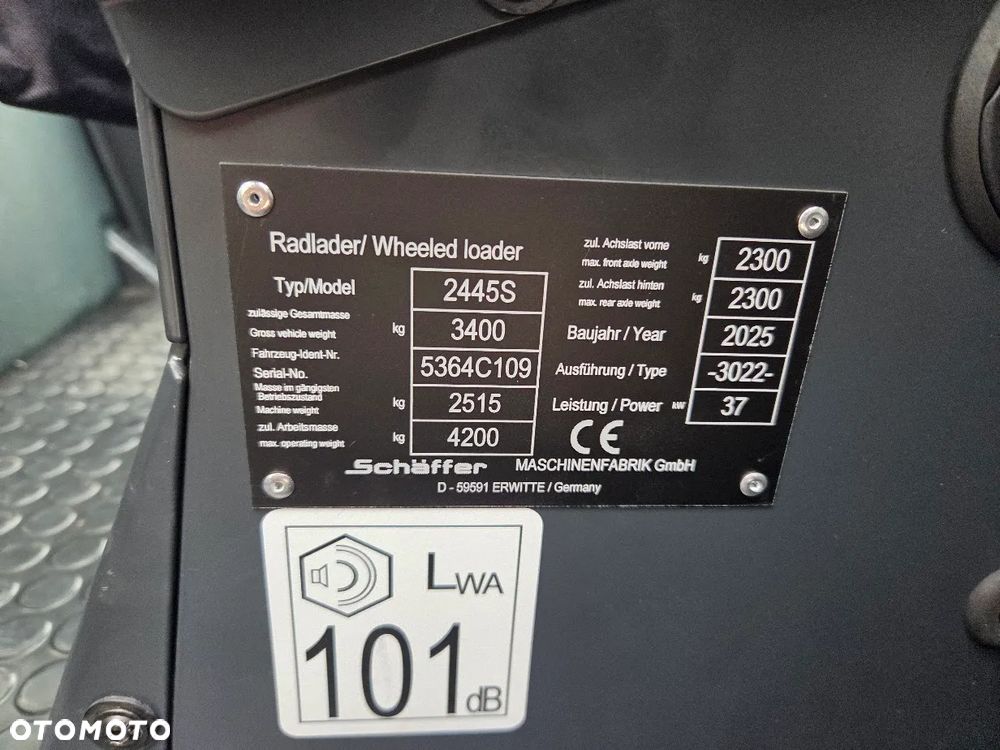 Radlader/ Wheeled loader
Typ/Model 2445S
zulässige Gesamtmasse
Gross vehicle weight kg 3400
Fahrzeug-Ident-Nr.
Serial-No. 5364C109
Masse im gängigsten
Betriebszustand
Machine weight kg 2515
zul. Arbeitsmasse
max. operating weight kg 4200
zul. Achslast vorne
max. front axle weight kg 2300
zul. Achslast hinten
max. rear axle weight kg 2300
Baujahr / Year 2025
Ausführung / Type -3022-
Leistung / Power kW 37
CE
Schäffer MASCHINENFABRIK GmbH
D - 59591 ERWITTE / Germany
LWA
101 dB
OTOMOTO